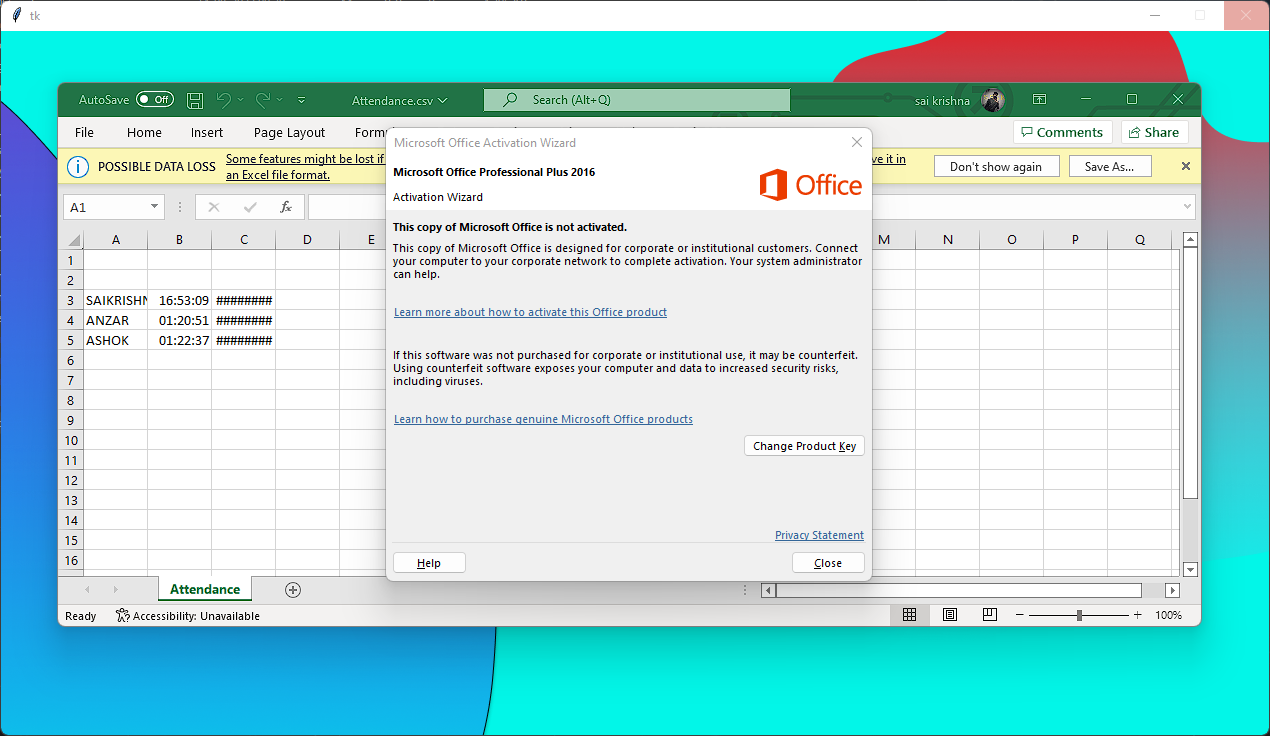 tk
AutoSave Off Attendance.csv Search (Alt+Q) sai krishna
File Home Insert Page Layout Form Comments Share
POSSIBLE DATA LOSS Some features might be lost if ve it in
an Excel file format.
Don't show again Save As...
A1 fx
A B C D E M N O P Q
1
2
3 SAIKRISHN 16:53:09 ########
4 ANZAR 01:20:51 ########
5 ASHOK 01:22:37 ########
6
7
8
9
10
11
12
13
14
15
16
Microsoft Office Activation Wizard
Microsoft Office Professional Plus 2016
Activation Wizard
Office
This copy of Microsoft Office is not activated.
This copy of Microsoft Office is designed for corporate or institutional customers. Connect
your computer to your corporate network to complete activation. Your system administrator
can help.
Learn more about how to activate this Office product
If this software was not purchased for corporate or institutional use, it may be counterfeit.
Using counterfeit software exposes your computer and data to increased security risks,
including viruses.
Learn how to purchase genuine Microsoft Office products
Change Product Key
Privacy Statement
Help Close
Attendance
Ready Accessibility: Unavailable 100%